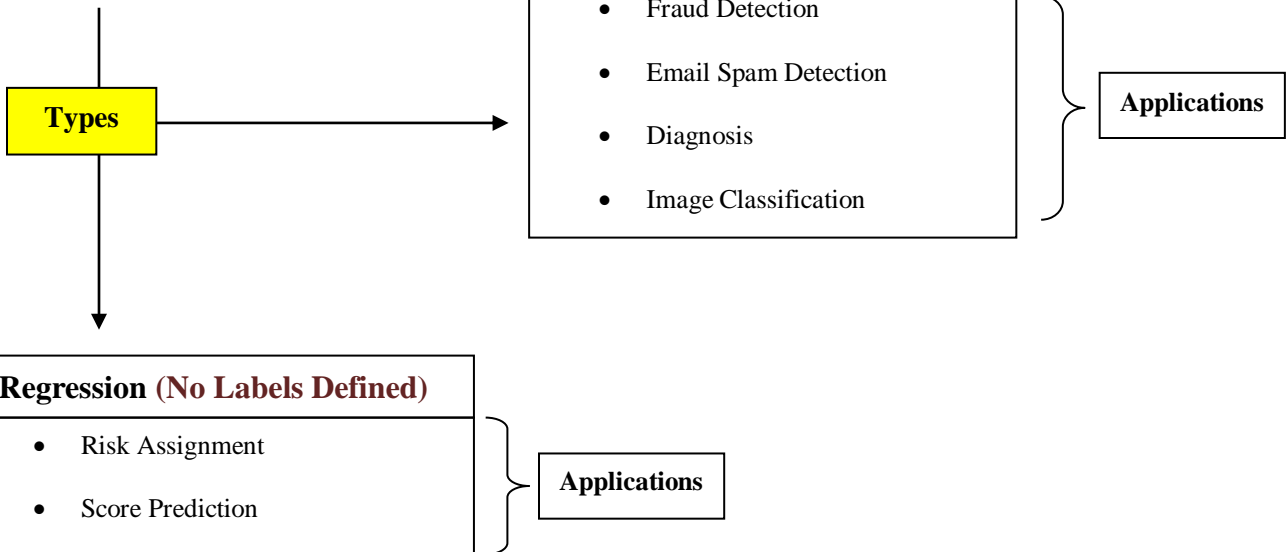 • Fraud Detection
• Email Spam Detection
• Diagnosis
• Image Classification
Applications
Types
Regression (No Labels Defined)
• Risk Assignment
• Score Prediction
Applications